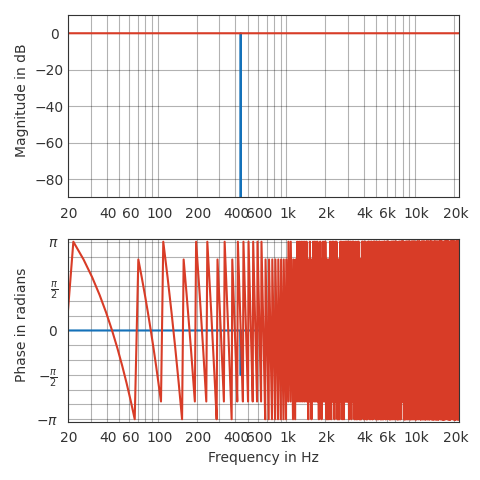 Magnitude in dB
0
−20
−40
−60
−80
20 40 60 100 200 400 600 1k 2k 4k 6k 10k 20k
Phase in radians
π
π/2
0
−π/2
−π
20 40 60 100 200 400 600 1k 2k 4k 6k 10k 20k
Frequency in Hz